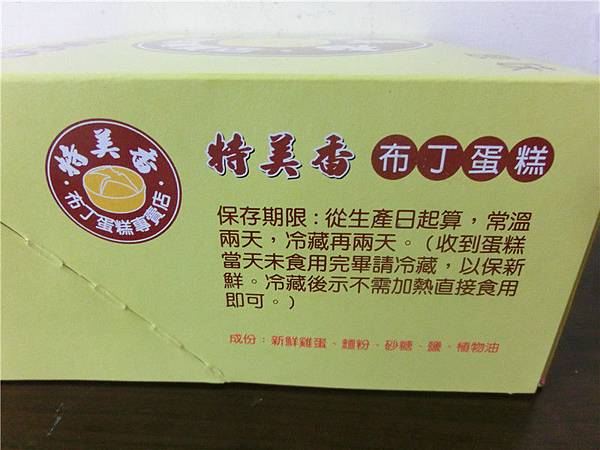 特美香
布丁蛋糕專賣店
特美香 布丁蛋糕
保存期限：從生產日起算，常溫
兩天，冷藏再兩天。（收到蛋糕
當天未食用完畢請冷藏，以保新
鮮。冷藏後示不需加熱直接食用
即可。）
成份：新鮮雞蛋、麵粉、砂糖、鹽、植物油